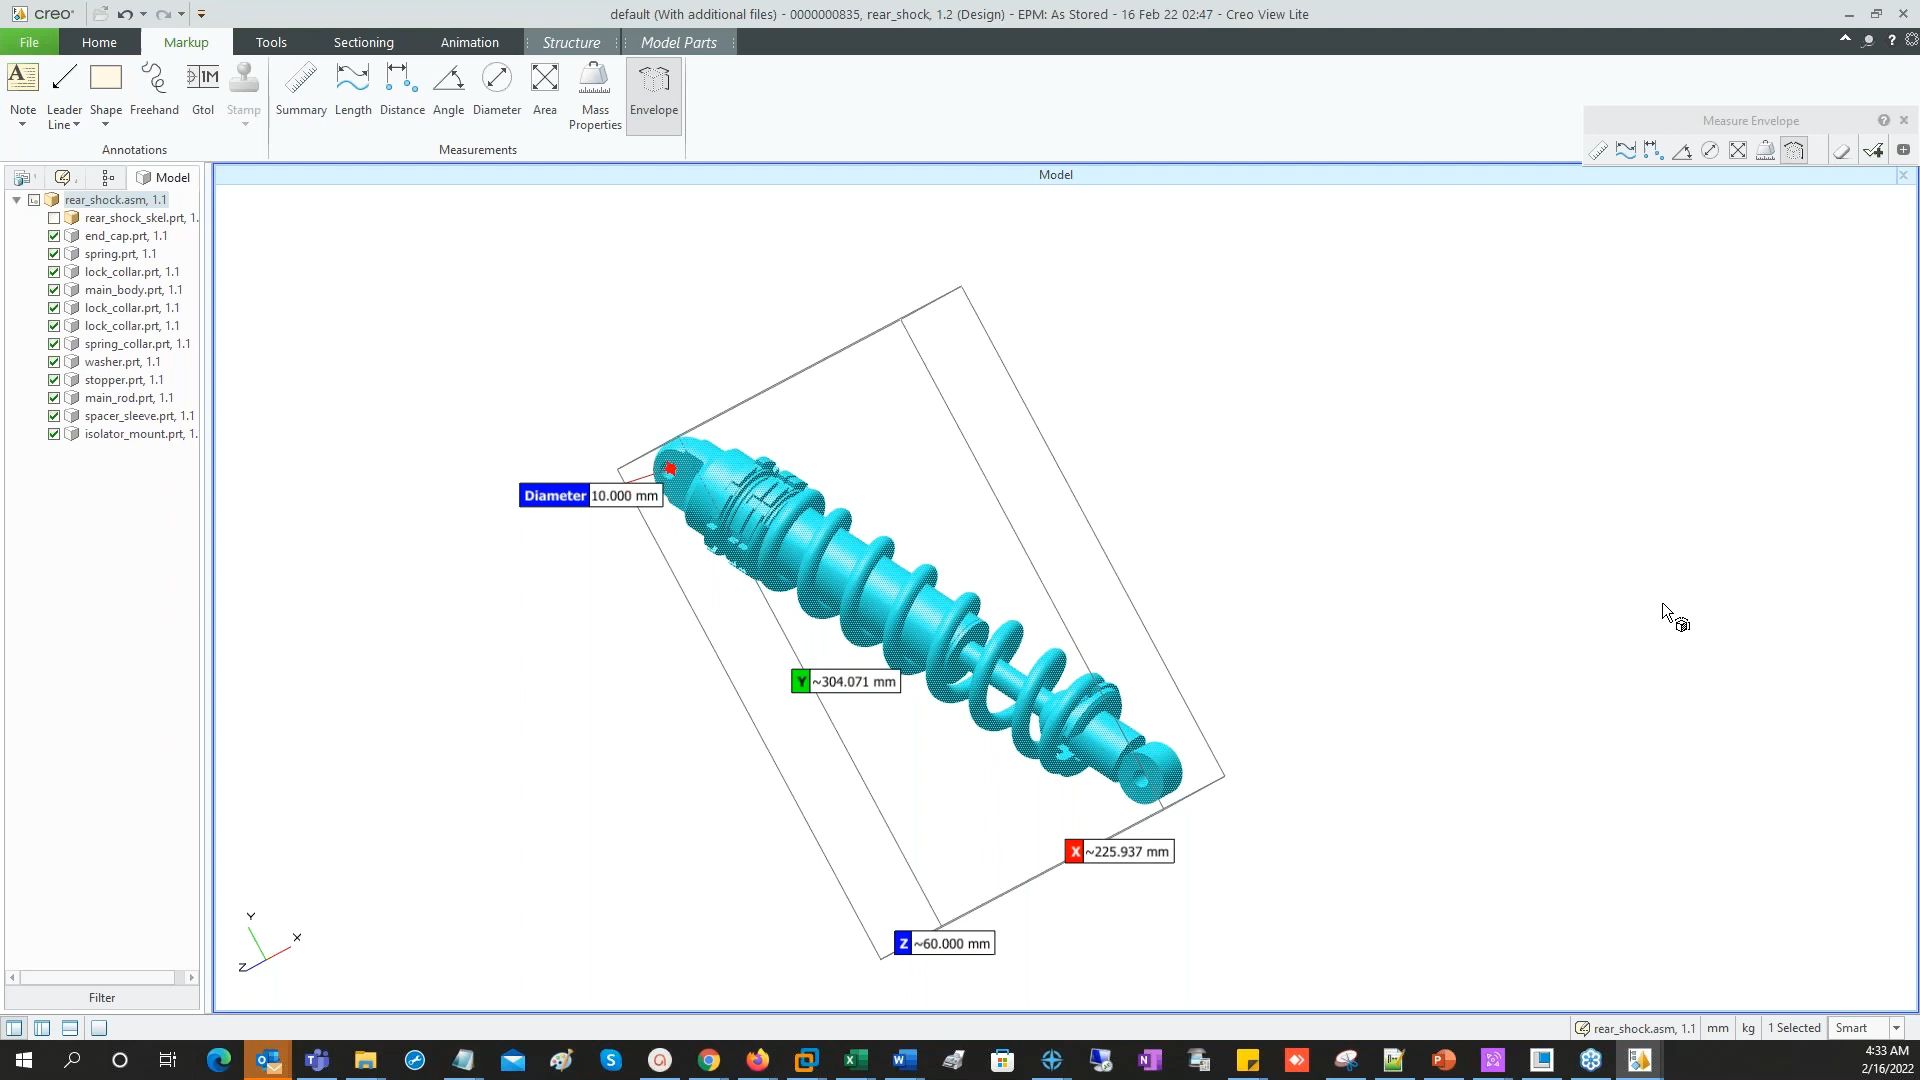 creo
default (With additional files) - 0000000835, rear_shock, 1.2 (Design) - EPM: As Stored - 16 Feb 22 02:47 - Creo View Lite
File Home Markup Tools Sectioning Animation Structure Model Parts
Note Leader Line Shape Freehand Gtol Stamp Summary Length Distance Angle Diameter Area Mass Properties Envelope
Annotations Measurements
Measure Envelope
Model
Model
rear_shock.asm, 1.1
rear_shock_skel.prt, 1.
end_cap.prt, 1.1
spring.prt, 1.1
lock_collar.prt, 1.1
main_body.prt, 1.1
lock_collar.prt, 1.1
lock_collar.prt, 1.1
spring_collar.prt, 1.1
washer.prt, 1.1
stopper.prt, 1.1
main_rod.prt, 1.1
spacer_sleeve.prt, 1.1
isolator_mount.prt, 1.
Diameter 10.000 mm
Y ~304.071 mm
X ~225.937 mm
Z ~60.000 mm
Y
X
Z
Filter
rear_shock.asm, 1.1 mm kg 1 Selected Smart
4:33 AM
2/16/2022